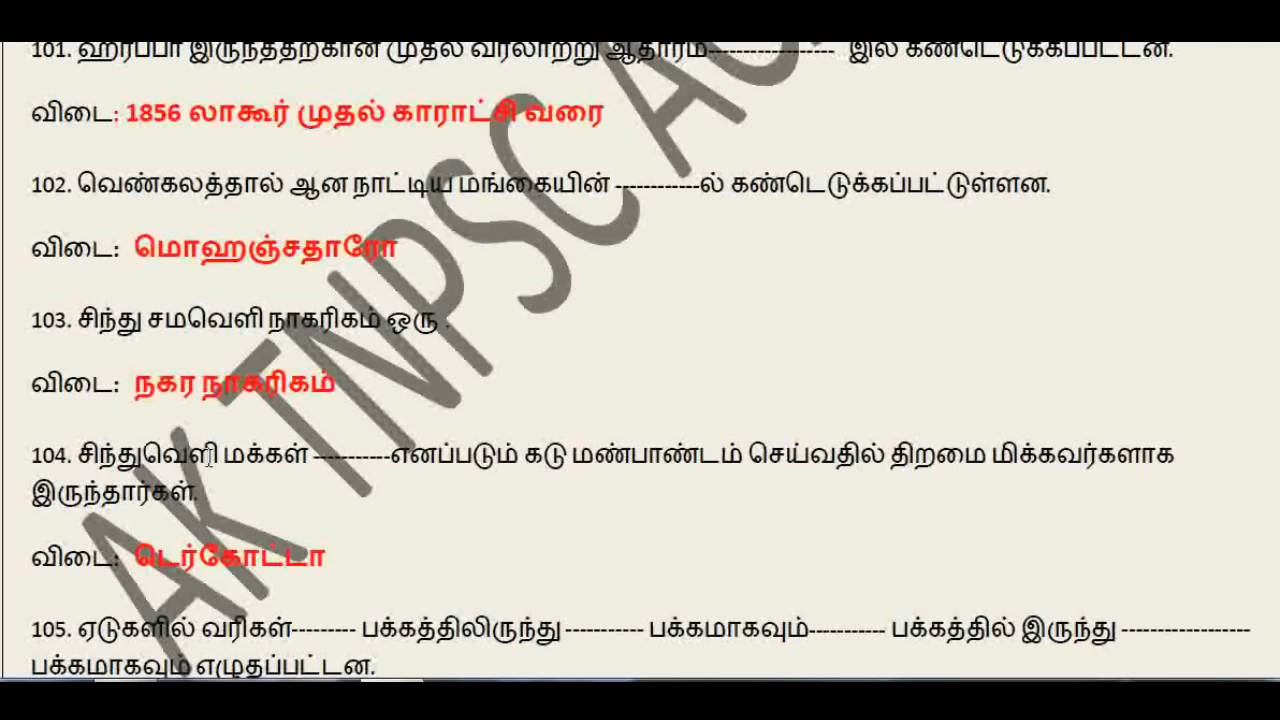 101. ஹரப்பா இருந்ததற்கான முதல் வரலாற்று ஆதாரம்----------------- இல் கண்டெடுக்கப்பட்டன.
விடை: 1856 லாகூர் முதல் காராட்சி வரை
102. வெண்கலத்தால் ஆன நாட்டிய மங்கையின் ------------ல் கண்டெடுக்கப்பட்டுள்ளன.
விடை: மொஹஞ்சதாரோ
103. சிந்து சமவெளி நாகரிகம் ஒரு .
விடை: நகர நாகரிகம்
104. சிந்துவெளி மக்கள் -----------எனப்படும் கடு மண்பாண்டம் செய்வதில் திறமை மிக்கவர்களாக
இருந்தார்கள்.
விடை: டெர்கோட்டா
105. ஏடுகளில் வரிகள்--------- பக்கத்திலிருந்து ----------- பக்கமாகவும்----------- பக்கத்தில் இருந்து ------------------
பக்கமாகவும் எழுதப்பட்டன.
AK TNPSC